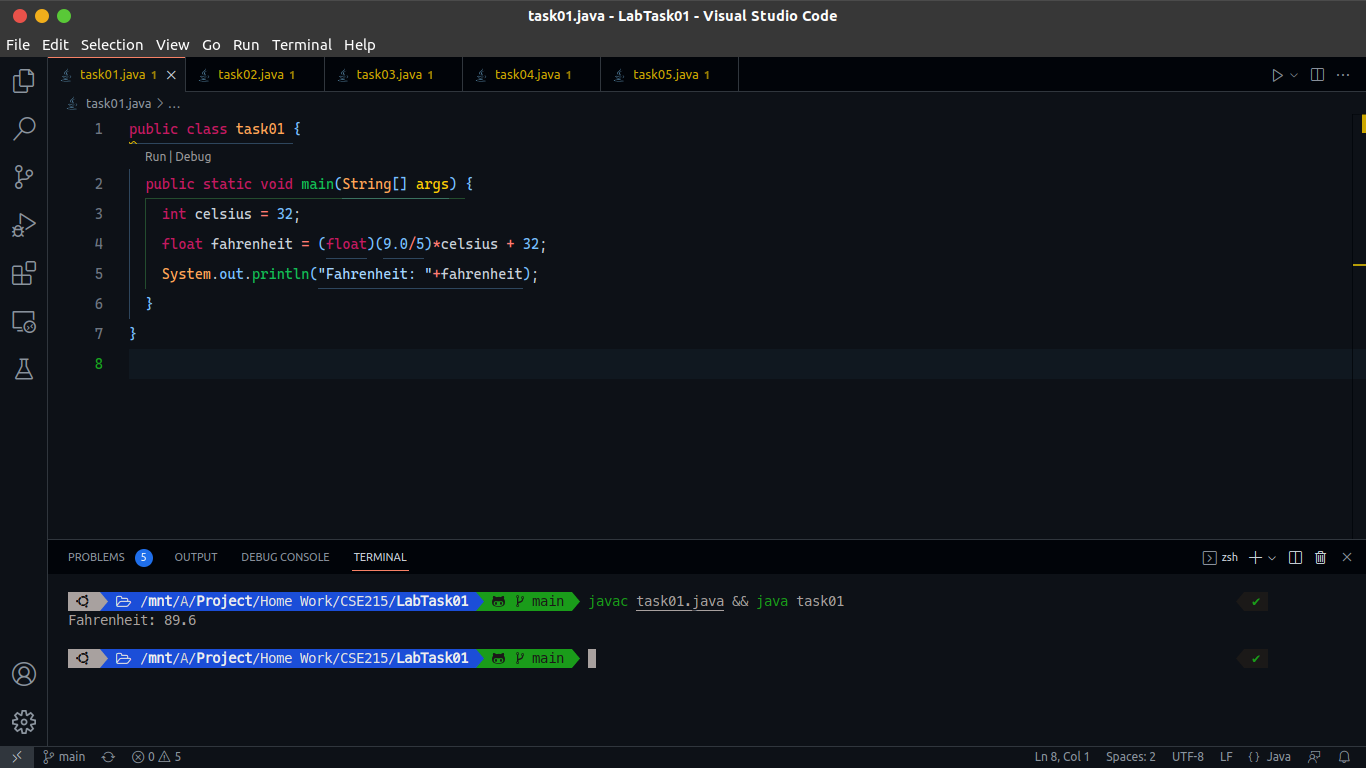 task01.java - LabTask01 - Visual Studio Code
File Edit Selection View Go Run Terminal Help
task01.java 1 task02.java 1 task03.java 1 task04.java 1 task05.java 1
task01.java > ...
1 public class task01 {
Run | Debug
2 public static void main(String[] args) {
3 int celsius = 32;
4 float fahrenheit = (float)(9.0/5)*celsius + 32;
5 System.out.println("Fahrenheit: "+fahrenheit);
6 }
7 }
8
PROBLEMS 5 OUTPUT DEBUG CONSOLE TERMINAL zsh
/mnt/A/Project/Home Work/CSE215/LabTask01 main javac task01.java && java task01 ✔
Fahrenheit: 89.6
/mnt/A/Project/Home Work/CSE215/LabTask01 main ✔
main 0 5 Ln 8, Col 1 Spaces: 2 UTF-8 LF {} Java